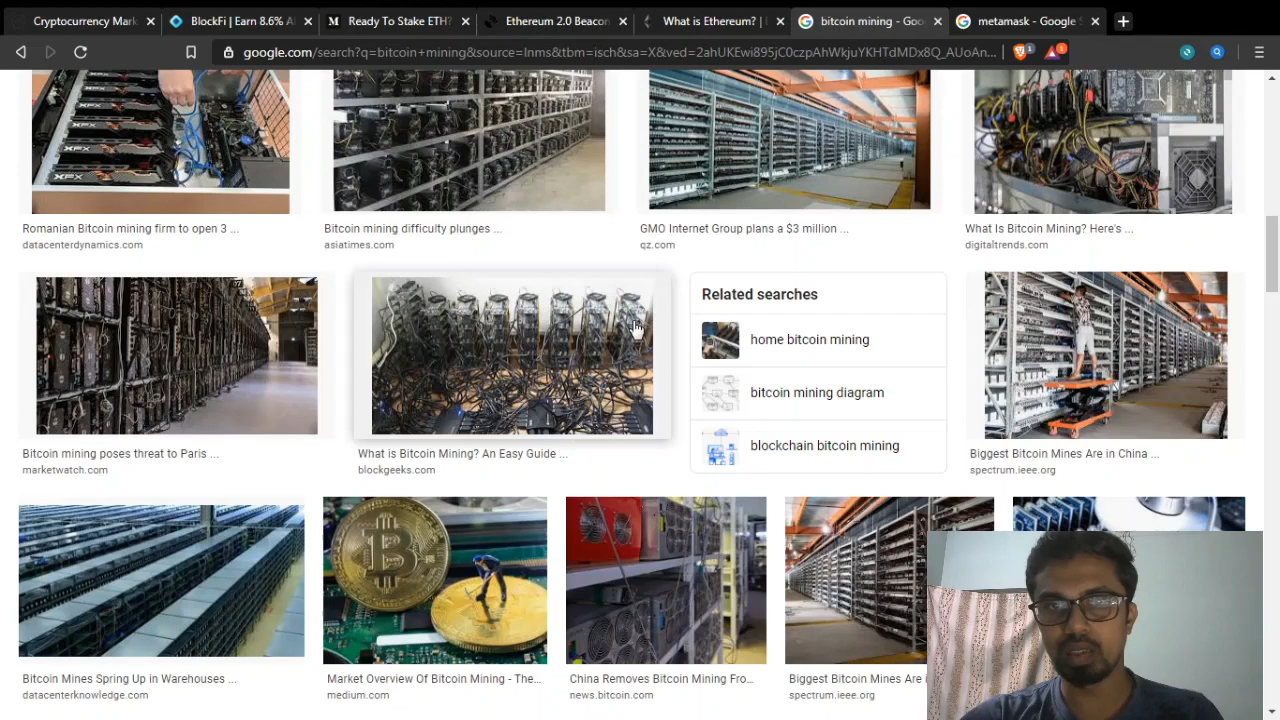 Cryptocurrency Mark
BlockFi | Earn 8.6% A
Ready To Stake ETH?
Ethereum 2.0 Beacon
What is Ethereum? |
bitcoin mining - Goo
metamask - Google S
google.com/search?q=bitcoin+mining&source=lnms&tbm=isch&sa=X&ved=2ahUKEwi895jC0czpAhWkjuYKHTdMDx8Q_AUoAn...
1
1
XFX
XFX
Romanian Bitcoin mining firm to open 3 ...
datacenterdynamics.com
Bitcoin mining difficulty plunges ...
asiatimes.com
GMO Internet Group plans a $3 million ...
qz.com
What Is Bitcoin Mining? Here's ...
digitaltrends.com
Related searches
home bitcoin mining
bitcoin mining diagram
blockchain bitcoin mining
Bitcoin mining poses threat to Paris ...
marketwatch.com
What is Bitcoin Mining? An Easy Guide ...
blockgeeks.com
Biggest Bitcoin Mines Are in China ...
spectrum.ieee.org
Bitcoin Mines Spring Up in Warehouses ...
datacenterknowledge.com
Market Overview Of Bitcoin Mining - The...
medium.com
China Removes Bitcoin Mining Fro...
news.bitcoin.com
Biggest Bitcoin Mines Are i
spectrum.ieee.org